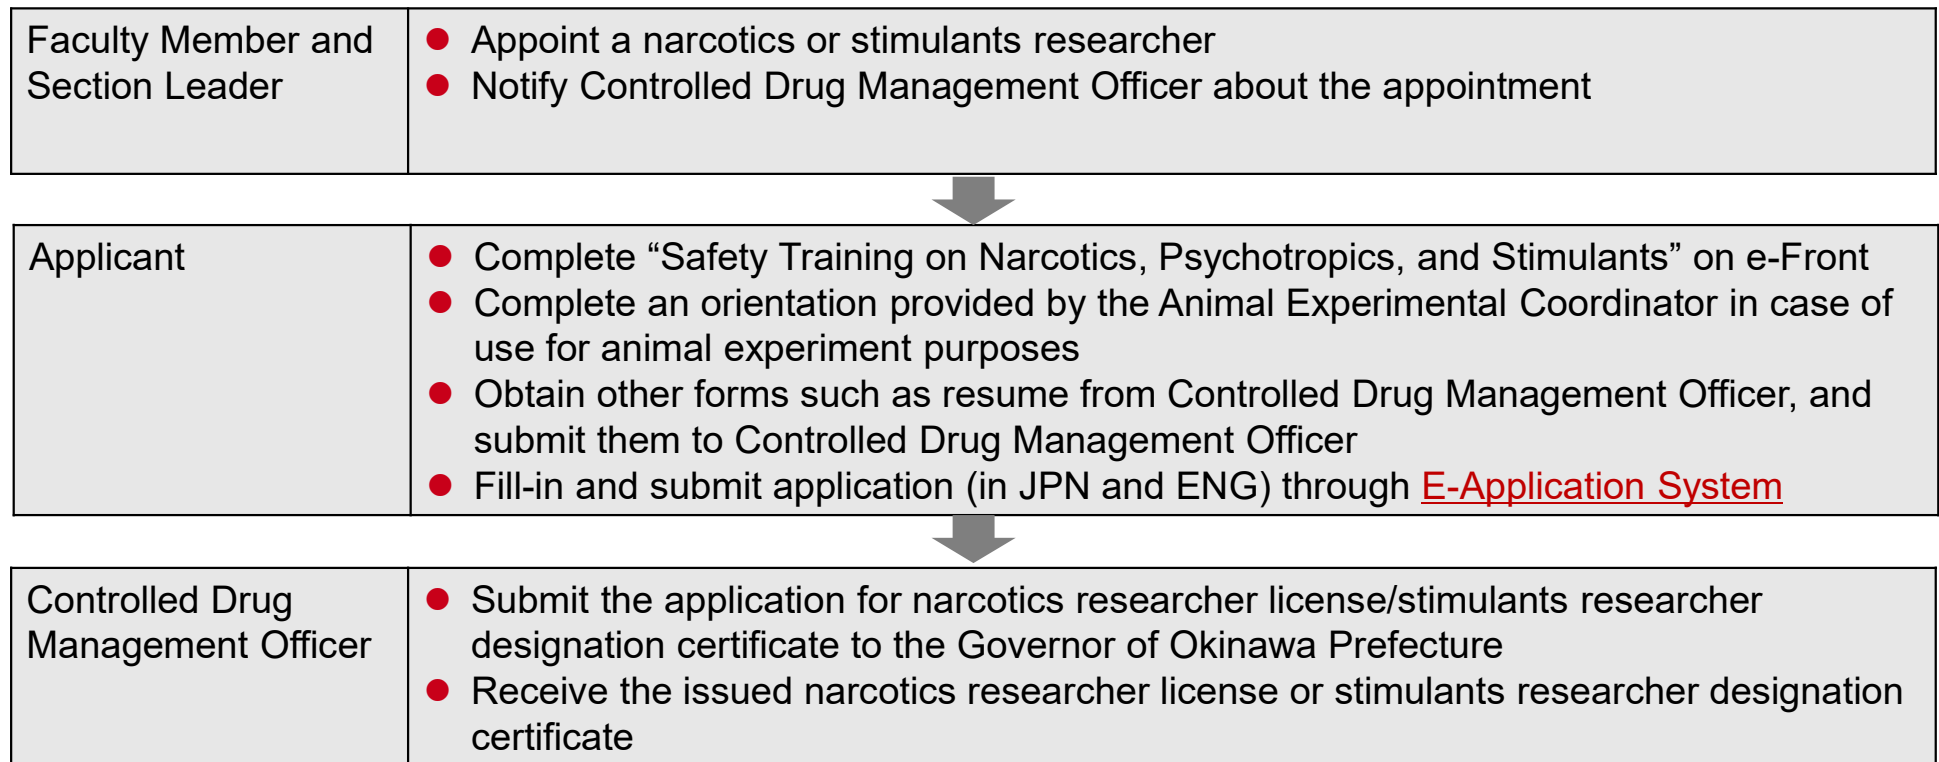 Faculty Member and
Section Leader
● Appoint a narcotics or stimulants researcher
● Notify Controlled Drug Management Officer about the appointment
Applicant
● Complete “Safety Training on Narcotics, Psychotropics, and Stimulants” on e-Front
● Complete an orientation provided by the Animal Experimental Coordinator in case of
use for animal experiment purposes
● Obtain other forms such as resume from Controlled Drug Management Officer, and
submit them to Controlled Drug Management Officer
● Fill-in and submit application (in JPN and ENG) through E-Application System
Controlled Drug
Management Officer
● Submit the application for narcotics researcher license/stimulants researcher
designation certificate to the Governor of Okinawa Prefecture
● Receive the issued narcotics researcher license or stimulants researcher designation
certificate